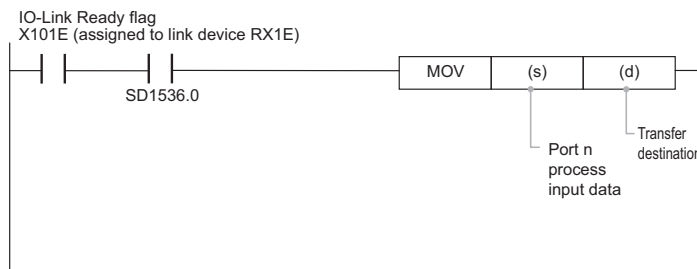 IO-Link Ready flag
X101E (assigned to link device RX1E)
SD1536.0
MOV
(s)
(d)
Port n
process
input data
Transfer
destination